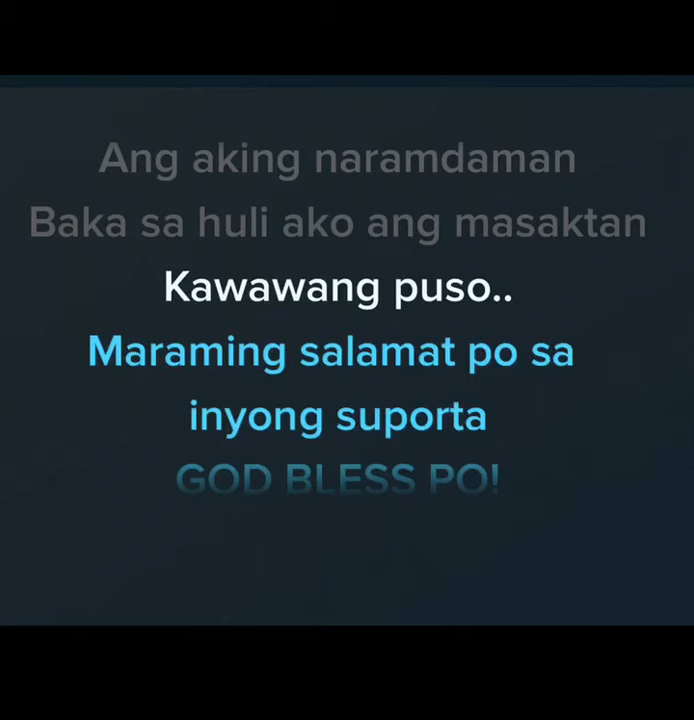 Ang aking naramdaman
Baka sa huli ako ang masaktan
Kawawang puso..
Maraming salamat po sa
inyong suporta
GOD BLESS PO!